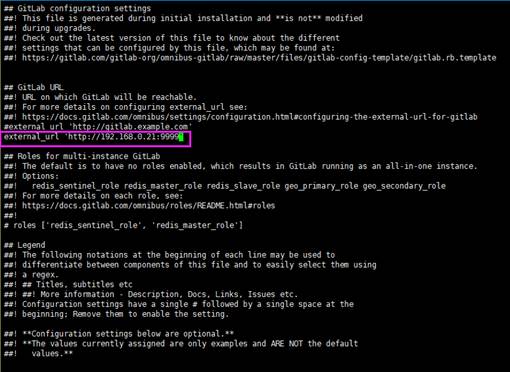 ## GitLab configuration settings
##! This file is generated during initial installation and **is not** modified
##! during upgrades.
##! Check out the latest version of this file to know about the different
##! settings that can be configured by this file, which may be found at:
##! https://gitlab.com/gitlab-org/omnibus-gitlab/raw/master/files/gitlab-config-template/gitlab.rb.template
## GitLab URL
##! URL on which GitLab will be reachable.
##! For more details on configuring external_url see:
##! https://docs.gitlab.com/omnibus/settings/configuration.html#configuring-the-external-url-for-gitlab
#external_url 'http://gitlab.example.com'
external_url 'http://192.168.0.21:9999'
## Roles for multi-instance GitLab
##! The default is to have no roles enabled, which results in GitLab running as an all-in-one instance.
##! Options:
##!   redis_sentinel_role redis_master_role redis_slave_role geo_primary_role geo_secondary_role
##! For more details on each role, see:
##! https://docs.gitlab.com/omnibus/roles/README.html#roles
##!
# roles ['redis_sentinel_role', 'redis_master_role']
## Legend
##! The following notations at the beginning of each line may be used to
##! differentiate between components of this file and to easily select them using
##! a regex.
##! ## Titles, subtitles etc
##! ##! More information - Description, Docs, Links, Issues etc.
##! Configuration settings have a single # followed by a single space at the
##! beginning; Remove them to enable the setting.
##! **Configuration settings below are optional.**
##! **The values currently assigned are only examples and ARE NOT the default
##!   values.**